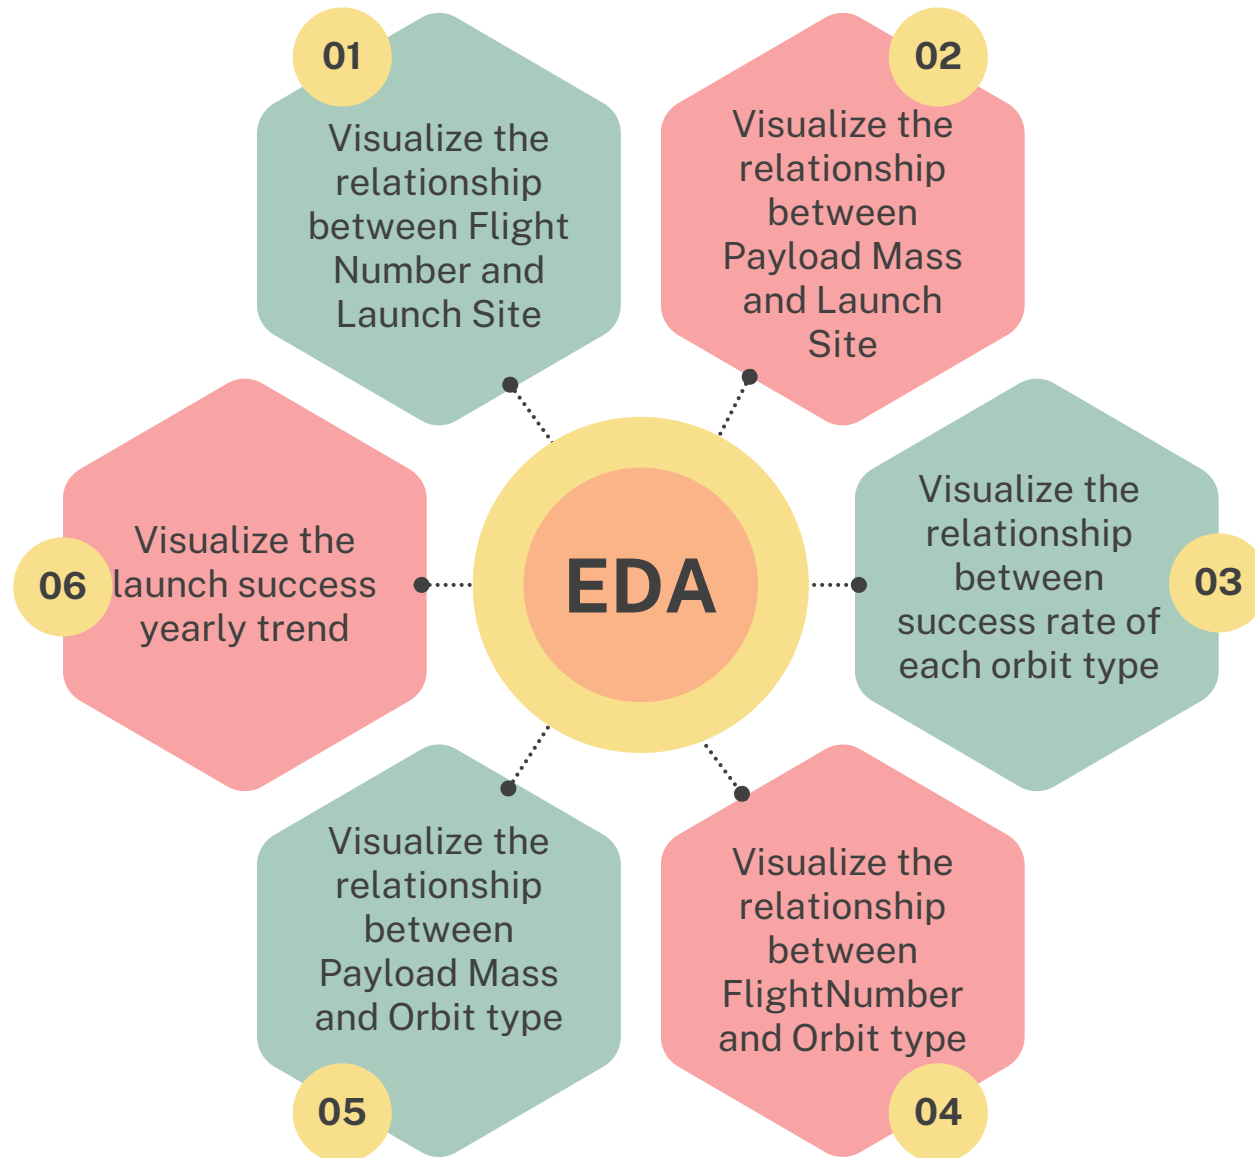 01
Visualize the
relationship
between Flight
Number and
Launch Site
02
Visualize the
relationship
between
Payload Mass
and Launch
Site
03
Visualize the
relationship
between
success rate of
each orbit type
EDA
06
Visualize the
launch success
yearly trend
05
Visualize the
relationship
between
Payload Mass
and Orbit type
04
Visualize the
relationship
between
FlightNumber
and Orbit type